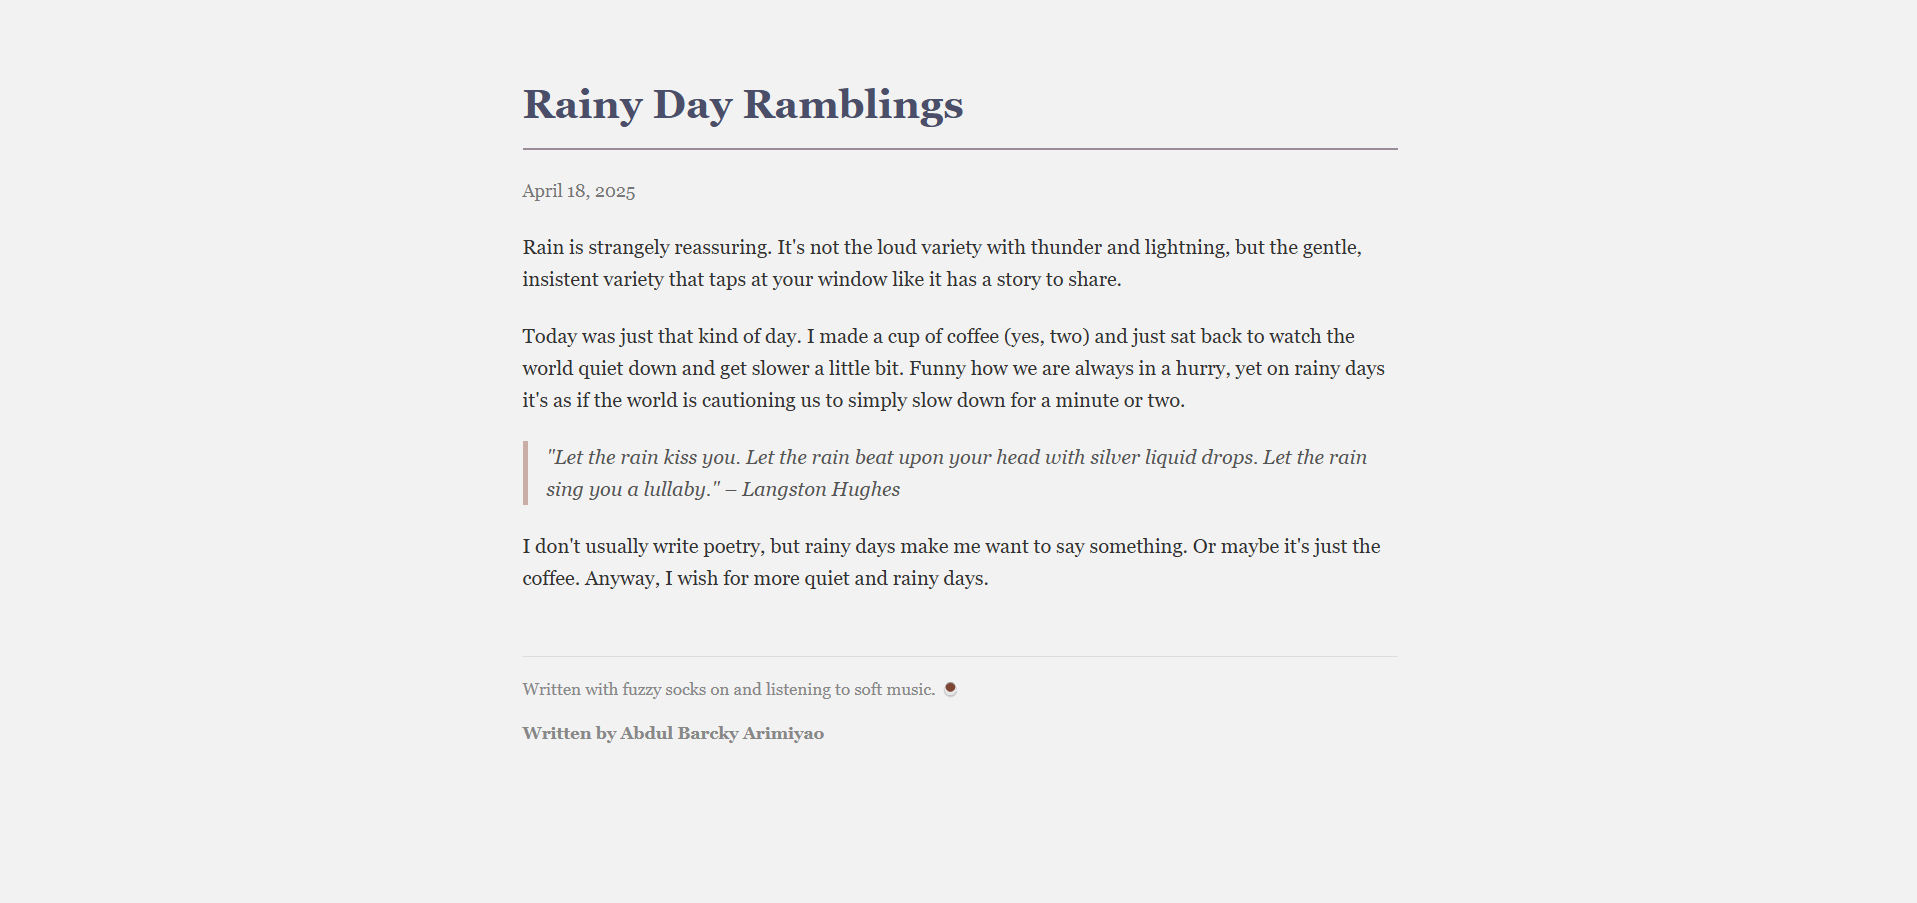 Rainy Day Ramblings
April 18, 2025
Rain is strangely reassuring. It's not the loud variety with thunder and lightning, but the gentle,
insistent variety that taps at your window like it has a story to share.
Today was just that kind of day. I made a cup of coffee (yes, two) and just sat back to watch the
world quiet down and get slower a little bit. Funny how we are always in a hurry, yet on rainy days
it's as if the world is cautioning us to simply slow down for a minute or two.
"Let the rain kiss you. Let the rain beat upon your head with silver liquid drops. Let the rain
sing you a lullaby." – Langston Hughes
I don't usually write poetry, but rainy days make me want to say something. Or maybe it's just the
coffee. Anyway, I wish for more quiet and rainy days.
Written with fuzzy socks on and listening to soft music.
Written by Abdul Barcky Arimiyao